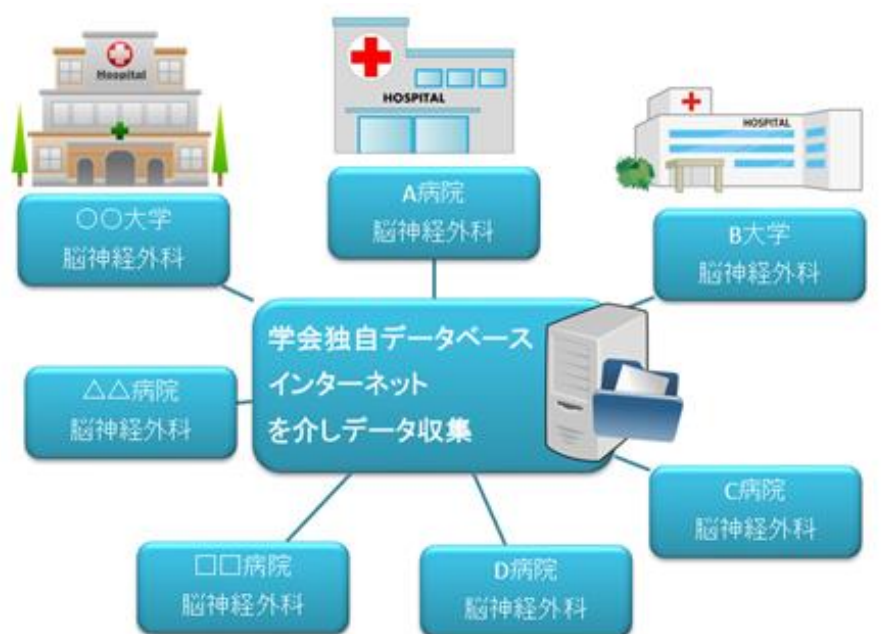 Hospital
HOSPITAL
HOSPITAL
〇〇大学
脳神経外科
A病院
脳神経外科
B大学
脳神経外科
学会独自データベース
インターネット
を介しデータ収集
△△病院
脳神経外科
C病院
脳神経外科
□□病院
脳神経外科
D病院
脳神経外科